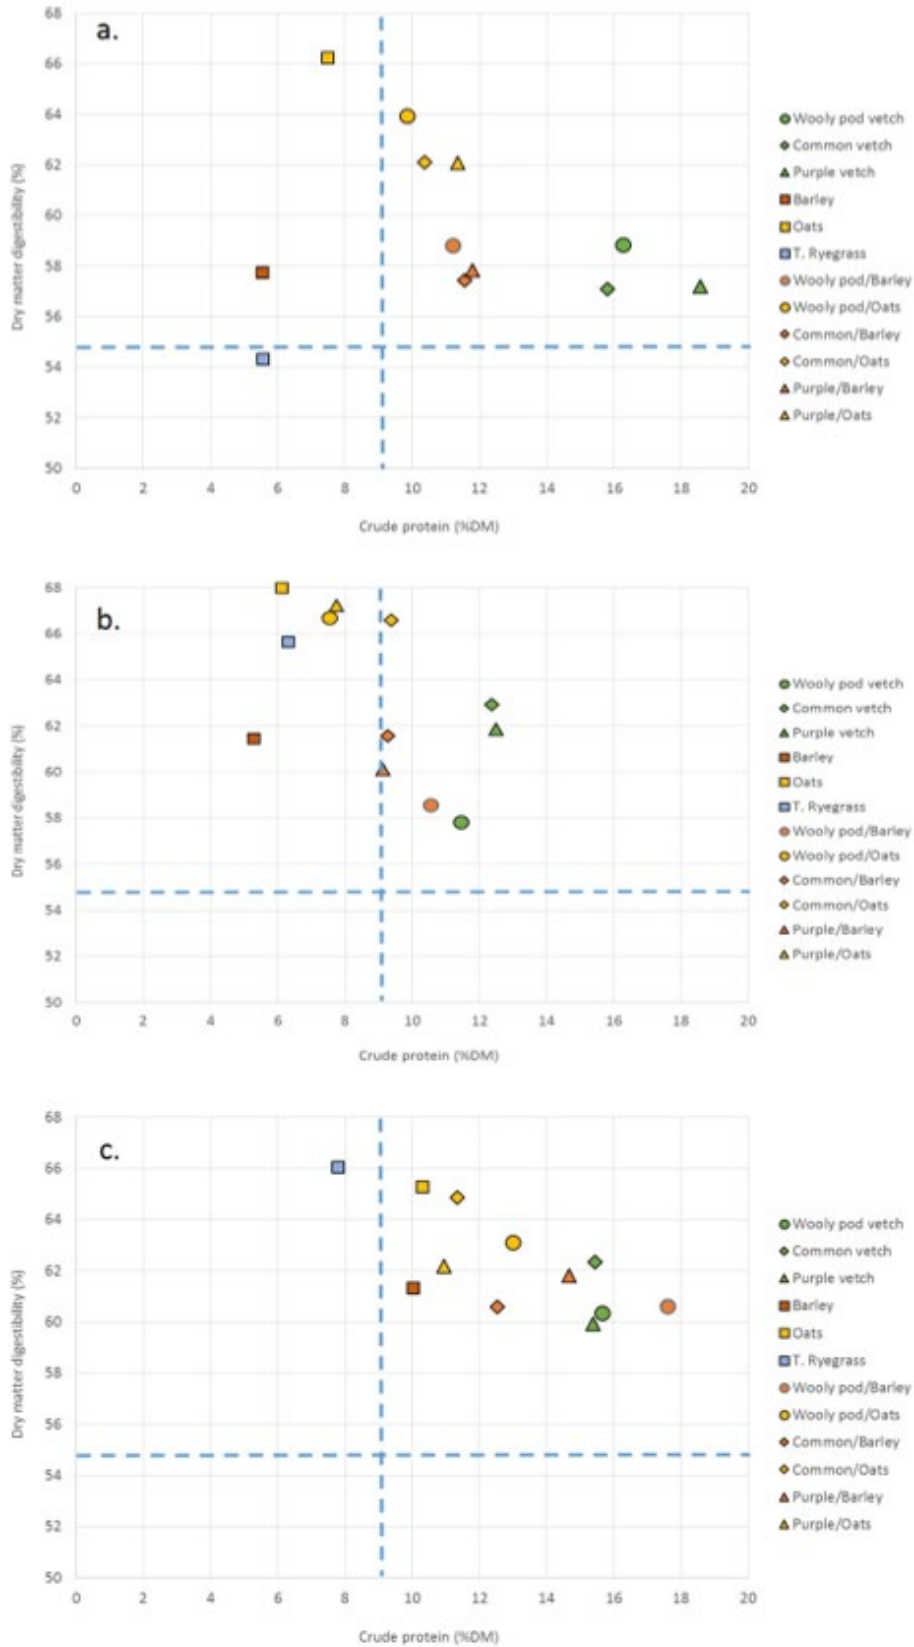 a.
68
66
64
62
60
58
56
54
52
50
Dry matter digestibility (%)
0 2 4 6 8 10 12 14 16 18 20
Crude protein (%DM)
Wooly pod vetch
Common vetch
Purple vetch
Barley
Oats
T. Ryegrass
Wooly pod/Barley
Wooly pod/Oats
Common/Barley
Common/Oats
Purple/Barley
Purple/Oats
b.
68
66
64
62
60
58
56
54
52
50
Dry matter digestibility (%)
0 2 4 6 8 10 12 14 16 18 20
Crude protein (%DM)
Wooly pod vetch
Common vetch
Purple vetch
Barley
Oats
T. Ryegrass
Wooly pod/Barley
Wooly pod/Oats
Common/Barley
Common/Oats
Purple/Barley
Purple/Oats
c.
68
66
64
62
60
58
56
54
52
50
Dry matter digestibility (%)
0 2 4 6 8 10 12 14 16 18 20
Crude protein (%DM)
Wooly pod vetch
Common vetch
Purple vetch
Barley
Oats
T. Ryegrass
Wooly pod/Barley
Wooly pod/Oats
Common/Barley
Common/Oats
Purple/Barley
Purple/Oats